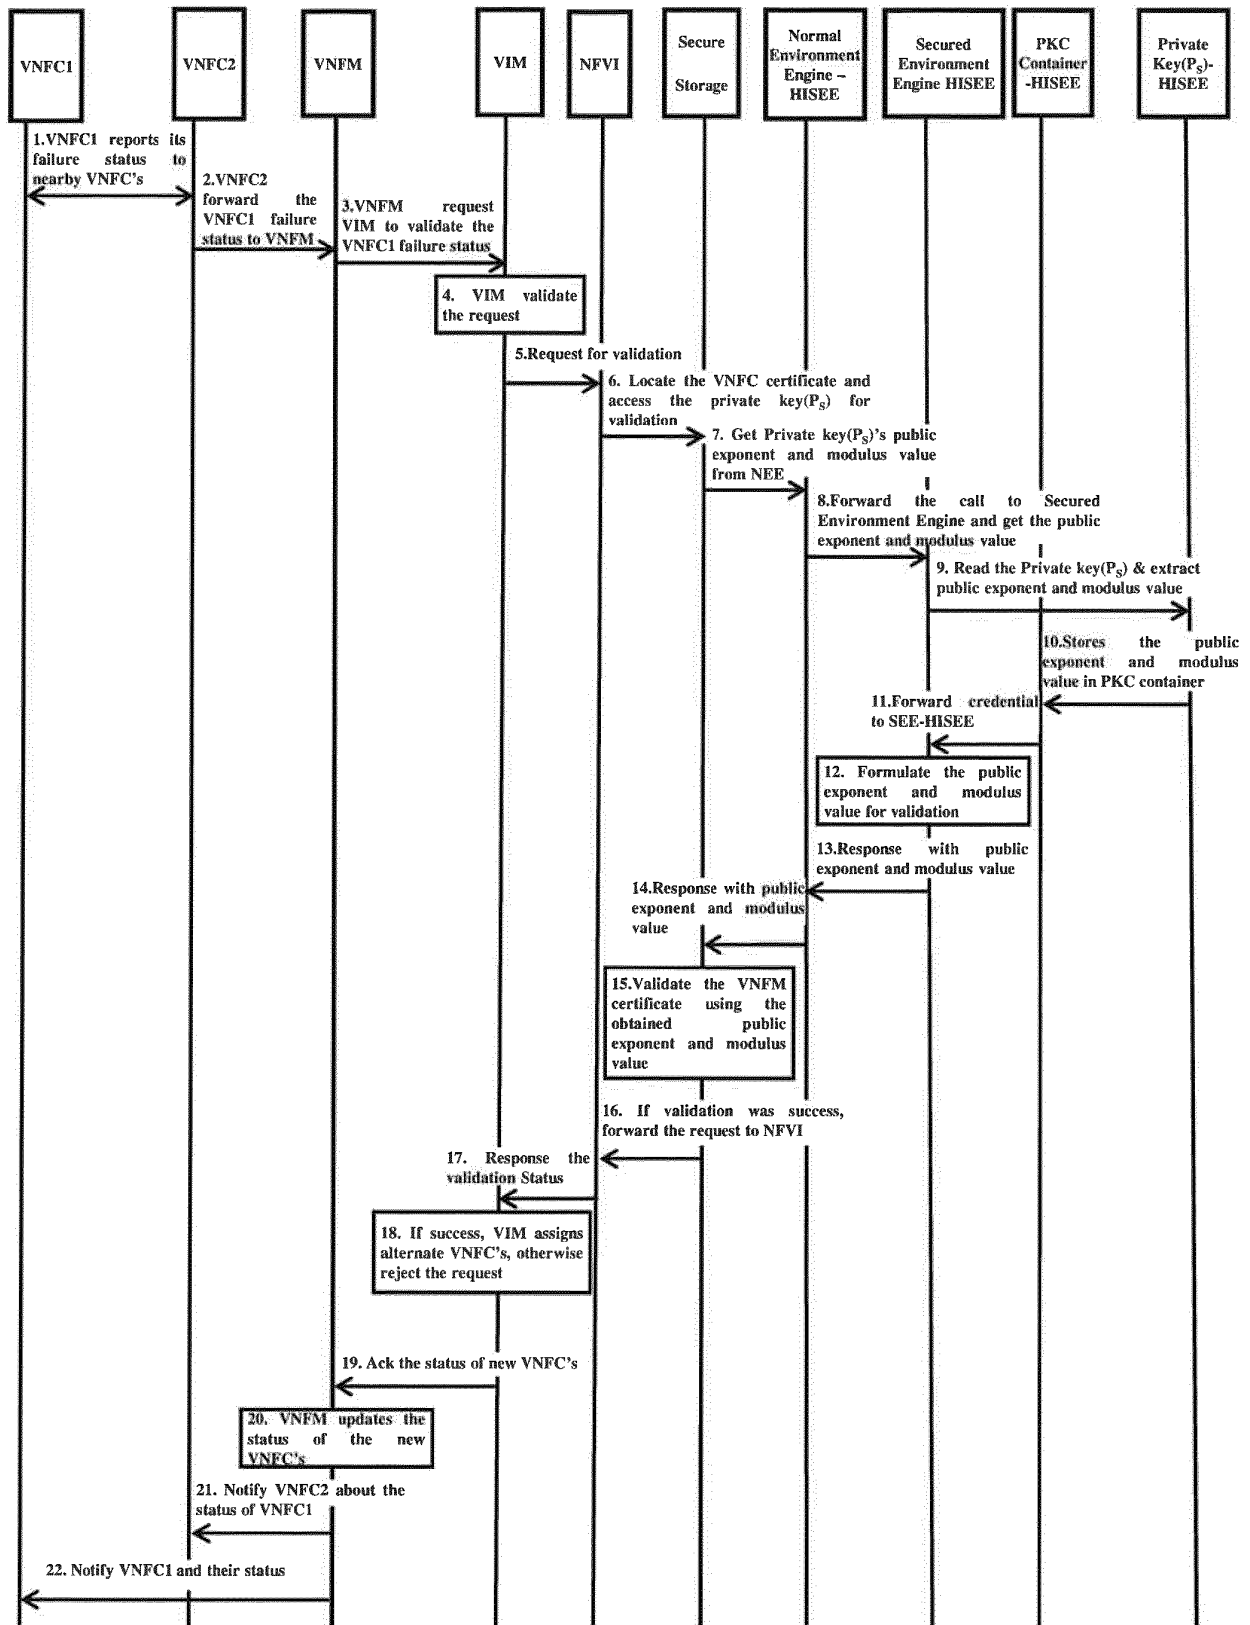 VNFC1
VNFC2
VNFM
VIM
NFVI
Secure
Storage
Normal
Environment
Engine –
HISEE
Secured
Environment
Engine HISEE
PKC
Container
-HISEE
Private
Key(PS)-
HISEE
1.VNFC1 reports its
failure status to
nearby VNFC's
2.VNFC2
forward the
VNFC1 failure
status to VNFM
3.VNFM request
VIM to validate the
VNFC1 failure status
4. VIM validate
the request
5.Request for validation
6. Locate the VNFC certificate and
access the private key(PS) for
validation
7. Get Private key(PS)'s public
exponent and modulus value
from NEE
8.Forward the call to Secured
Environment Engine and get the public
exponent and modulus value
9. Read the Private key(PS) & extract
public exponent and modulus value
10.Stores the public
exponent and modulus
value in PKC container
11.Forward credential
to SEE-HISEE
12. Formulate the public
exponent and modulus
value for validation
13.Response with public
exponent and modulus value
14.Response with public
exponent and modulus
value
15.Validate the VNFM
certificate using the
obtained public
exponent and modulus
value
16. If validation was success,
forward the request to NFVI
17. Response the
validation Status
18. If success, VIM assigns
alternate VNFC's, otherwise
reject the request
19. Ack the status of new VNFC's
20. VNFM updates the
status of the new
VNFC's
21. Notify VNFC2 about the
status of VNFC1
22. Notify VNFC1 and their status